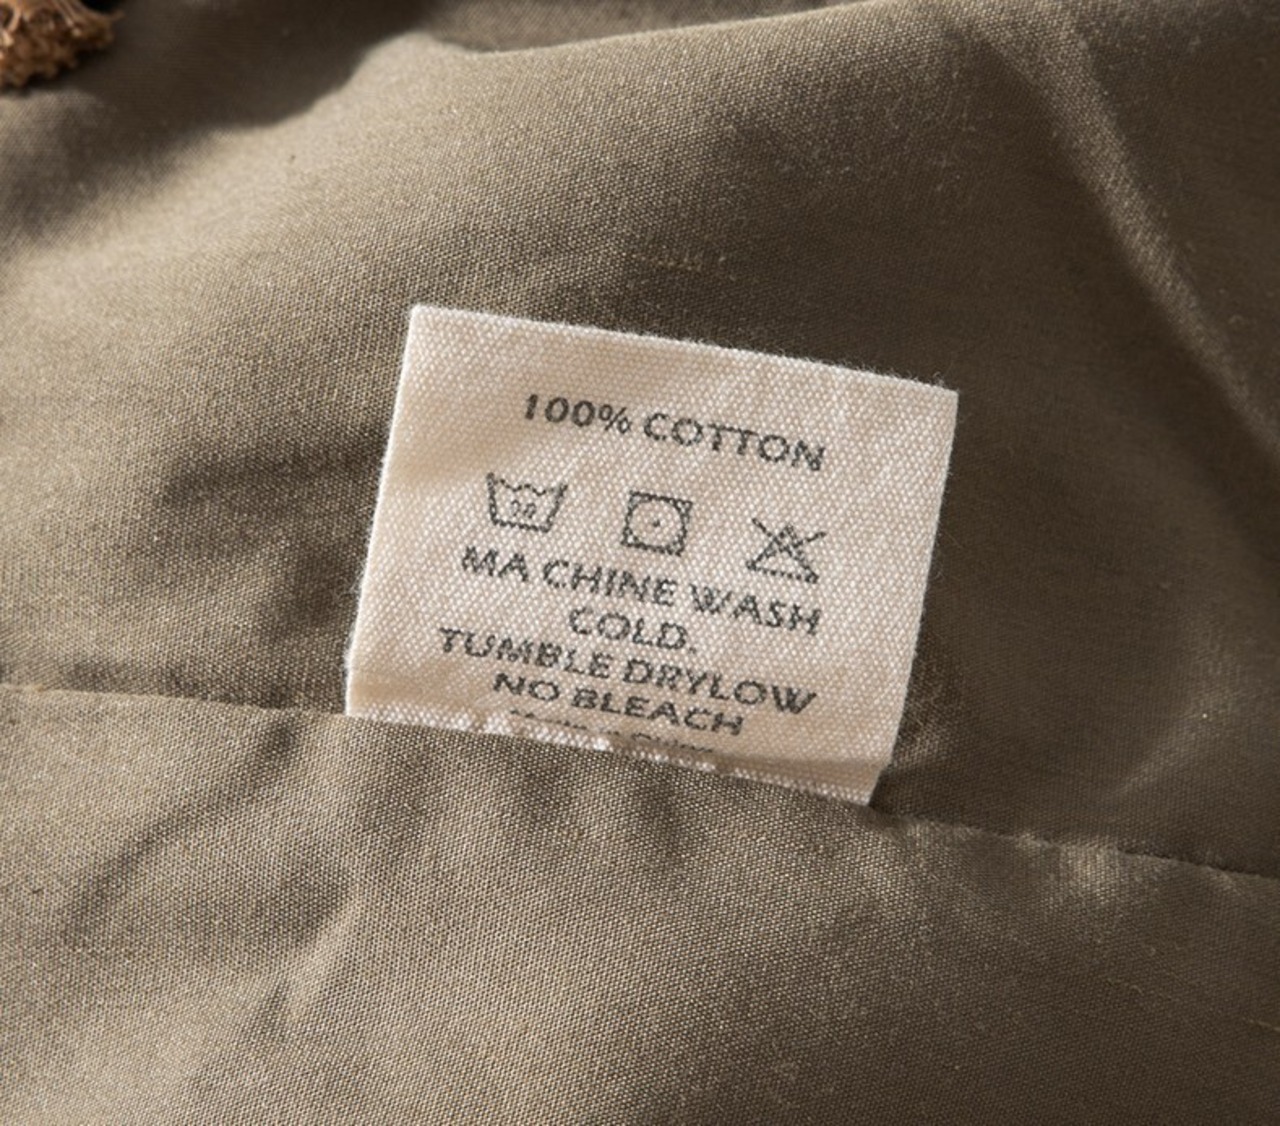 100% COTTON
MA CHINE WASH
COLD.
TUMBLE DRYLOW
NO BLEACH